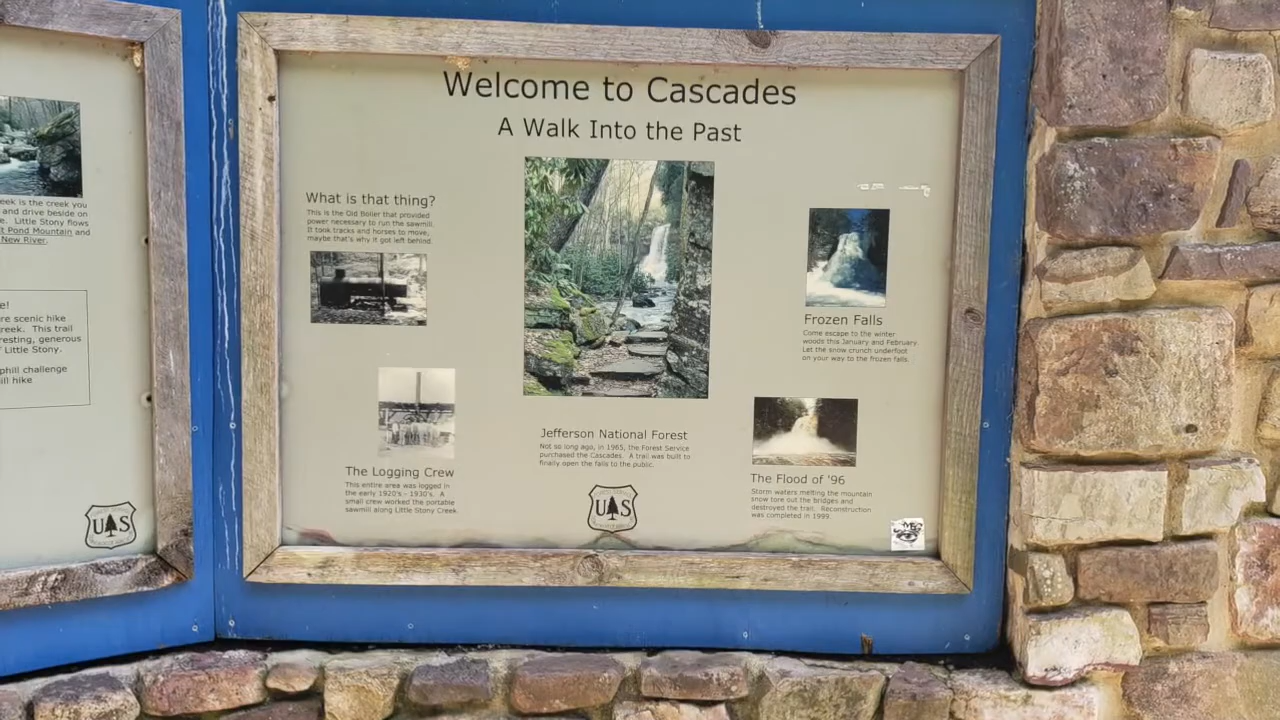 eek is the creek you
and drive beside on
e. Little Stony flows
t Pond Mountain and
New River.
e!
re scenic hike
reek. This trail
resting, generous
f Little Stony.
phill challenge
ill hike
US
Welcome to Cascades
A Walk Into the Past
What is that thing?
This is the Old Boiler that provided
power necessary to run the sawmill.
It took tracks and horses to move,
maybe that's why it got left behind.
The Logging Crew
This entire area was logged in
the early 1920's - 1930's. A
small crew worked the portable
sawmill along Little Stony Creek.
Jefferson National Forest
Not so long ago, in 1965, the Forest Service
purchased the Cascades. A trail was built to
finally open the falls to the public.
FOREST SERVICE
US
Frozen Falls
Come escape to the winter
woods this January and February.
Let the snow crunch underfoot
on your way to the frozen falls.
The Flood of '96
Storm waters melting the mountain
snow tore out the bridges and
destroyed the trail. Reconstruction
was completed in 1999.